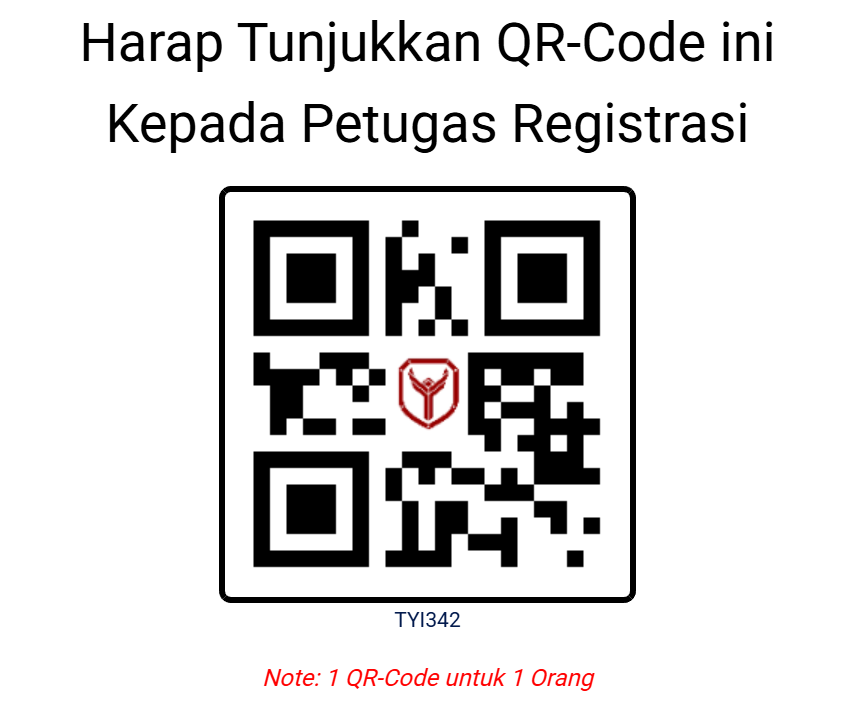 Harap Tunjukkan QR-Code ini
Kepada Petugas Registrasi
TYI342
Note: 1 QR-Code untuk 1 Orang